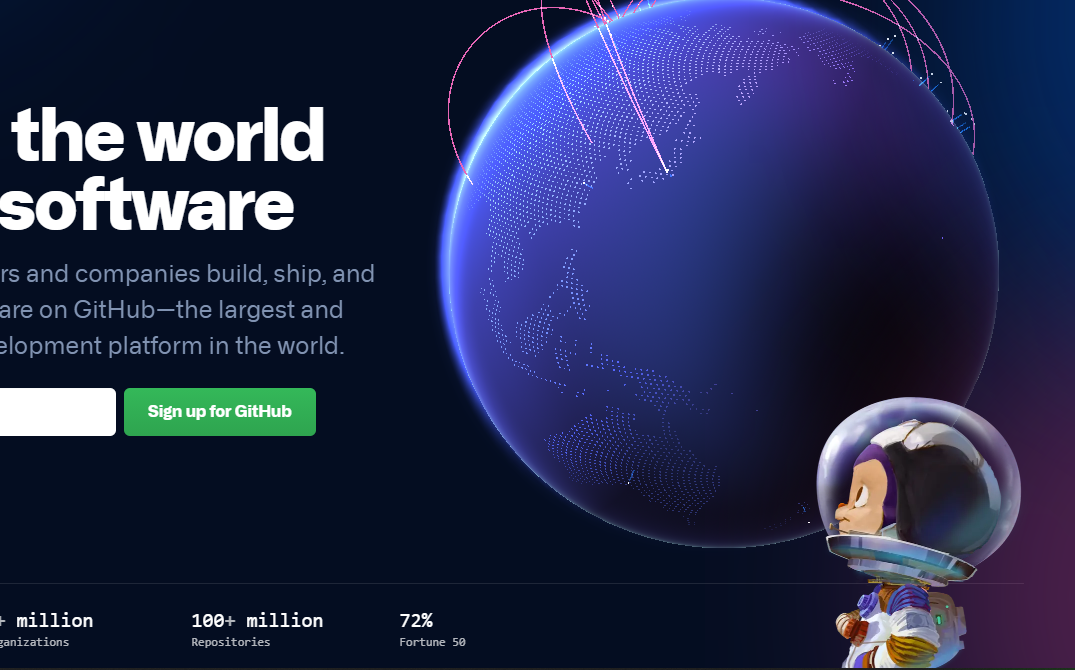 the world
software
rs and companies build, ship, and
are on GitHub—the largest and
elopment platform in the world.
Sign up for GitHub
+ million
ganizations
100+ million
Repositories
72%
Fortune 50